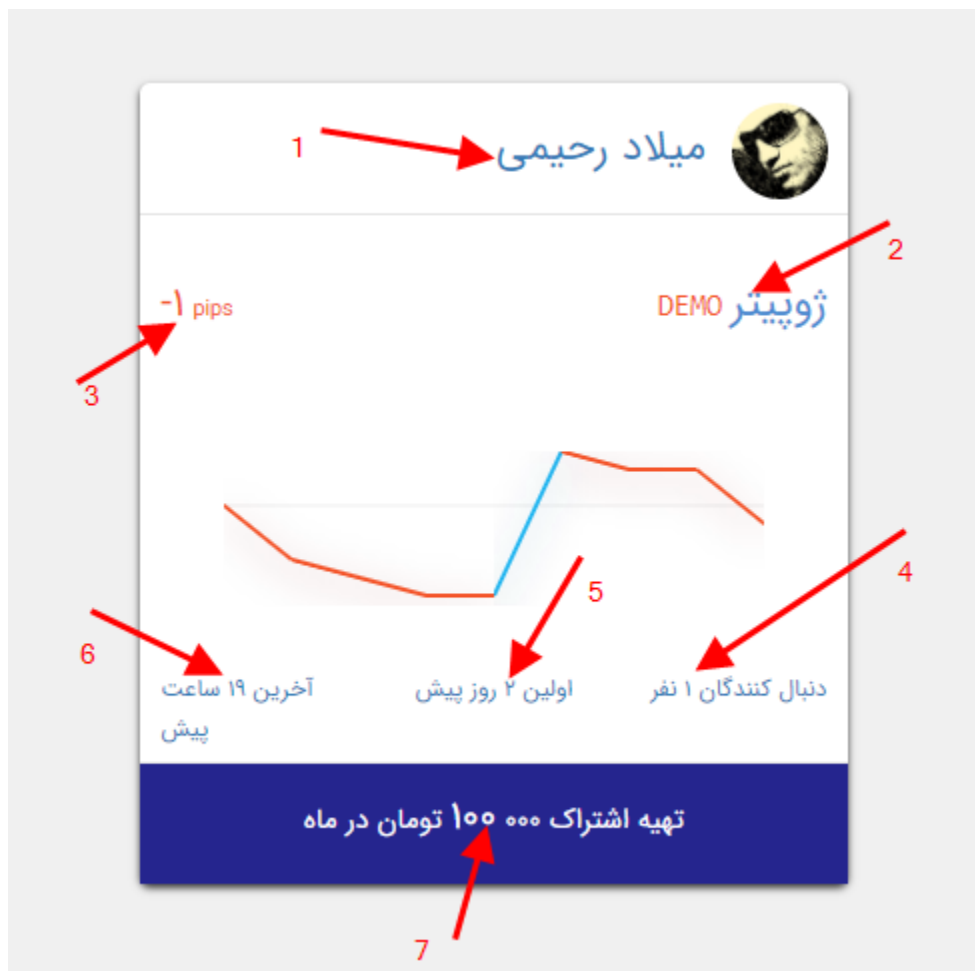 1
میلاد رحیمی
2
ژوپیتر DEMO
-۱ pips
3
4
5
6
دنبال کنندگان ۱ نفر
اولین ۲ روز پیش
آخرین ۱۹ ساعت
پیش
تهیه اشتراک ۱۰۰ ۰۰۰ تومان در ماه
7